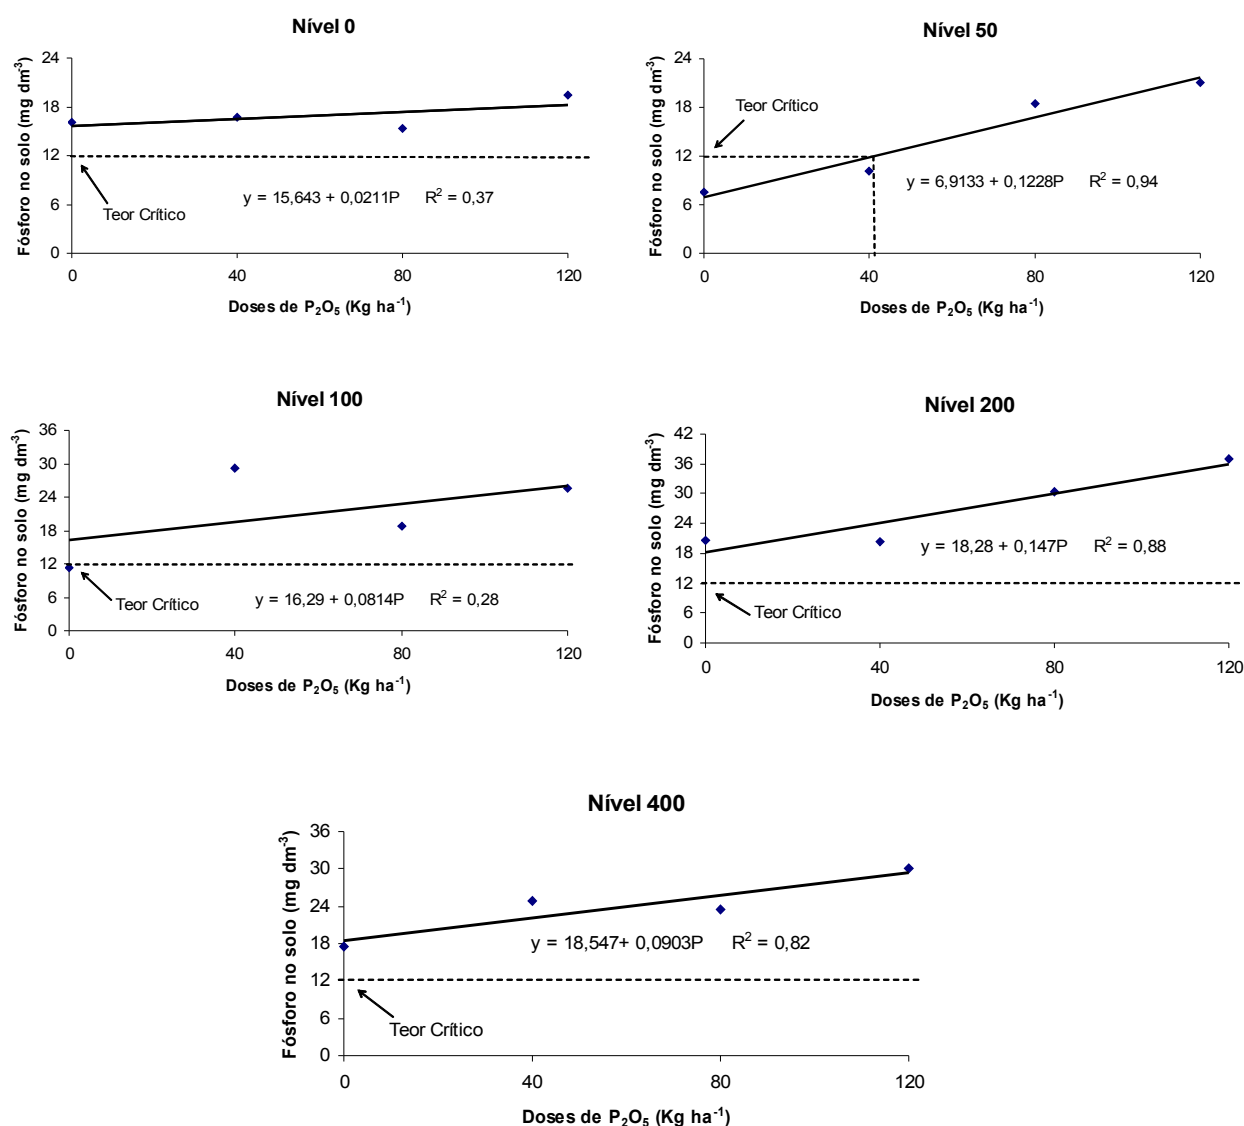 Nível 0
Fósforo no solo (mg dm⁻³)
24
18
12
6
0
Teor Crítico
y = 15,643 + 0,0211P R² = 0,37
0 40 80 120
Doses de P₂O₅ (Kg ha⁻¹)
Nível 50
Fósforo no solo (mg dm⁻³)
24
18
12
6
0
Teor Crítico
y = 6,9133 + 0,1228P R² = 0,94
0 40 80 120
Doses de P₂O₅ (Kg ha⁻¹)
Nível 100
Fósforo no solo (mg dm⁻³)
36
30
24
18
12
6
0
Teor Crítico
y = 16,29 + 0,0814P R² = 0,28
0 40 80 120
Doses de P₂O₅ (Kg ha⁻¹)
Nível 200
Fósforo no solo (mg dm⁻³)
42
36
30
24
18
12
6
0
y = 18,28 + 0,147P R² = 0,88
Teor Crítico
0 40 80 120
Doses de P₂O₅ (Kg ha⁻¹)
Nível 400
Fósforo no solo (mg dm⁻³)
36
30
24
18
12
6
0
y = 18,547+ 0,0903P R² = 0,82
Teor Crítico
0 40 80 120
Doses de P₂O₅ (Kg ha⁻¹)